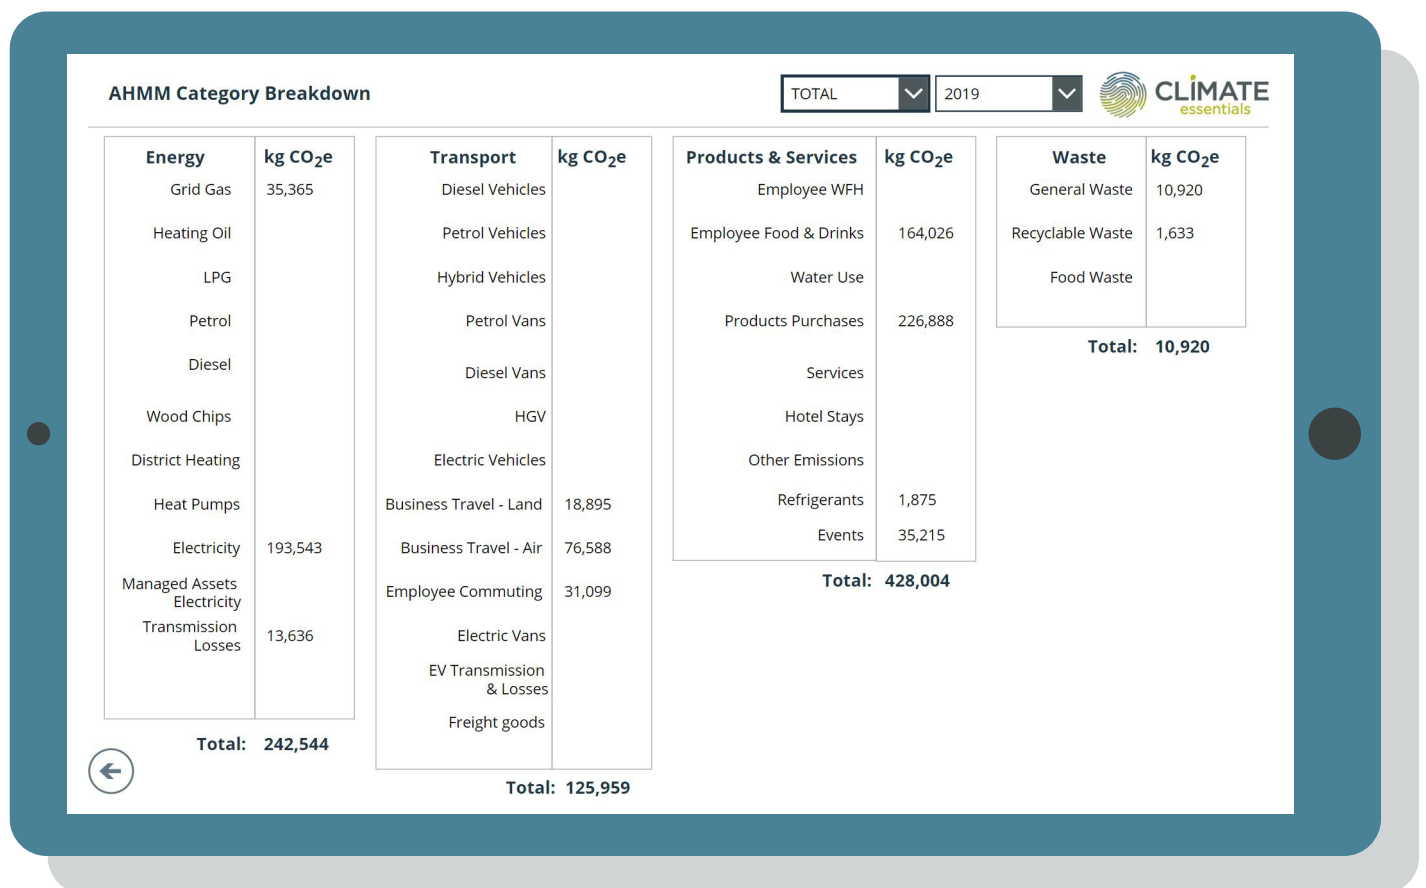 AHMM Category Breakdown
TOTAL
2019
CLIMATE
essentials
Energy kg CO2e
Grid Gas 35,365
Heating Oil
LPG
Petrol
Diesel
Wood Chips
District Heating
Heat Pumps
Electricity 193,543
Managed Assets
Electricity
Transmission
Losses 13,636
Total: 242,544
Transport kg CO2e
Diesel Vehicles
Petrol Vehicles
Hybrid Vehicles
Petrol Vans
Diesel Vans
HGV
Electric Vehicles
Business Travel - Land 18,895
Business Travel - Air 76,588
Employee Commuting 31,099
Electric Vans
EV Transmission
& Losses
Freight goods
Total: 125,959
Products & Services kg CO2e
Employee WFH
Employee Food & Drinks 164,026
Water Use
Products Purchases 226,888
Services
Hotel Stays
Other Emissions
Refrigerants 1,875
Events 35,215
Total: 428,004
Waste kg CO2e
General Waste 10,920
Recyclable Waste 1,633
Food Waste
Total: 10,920